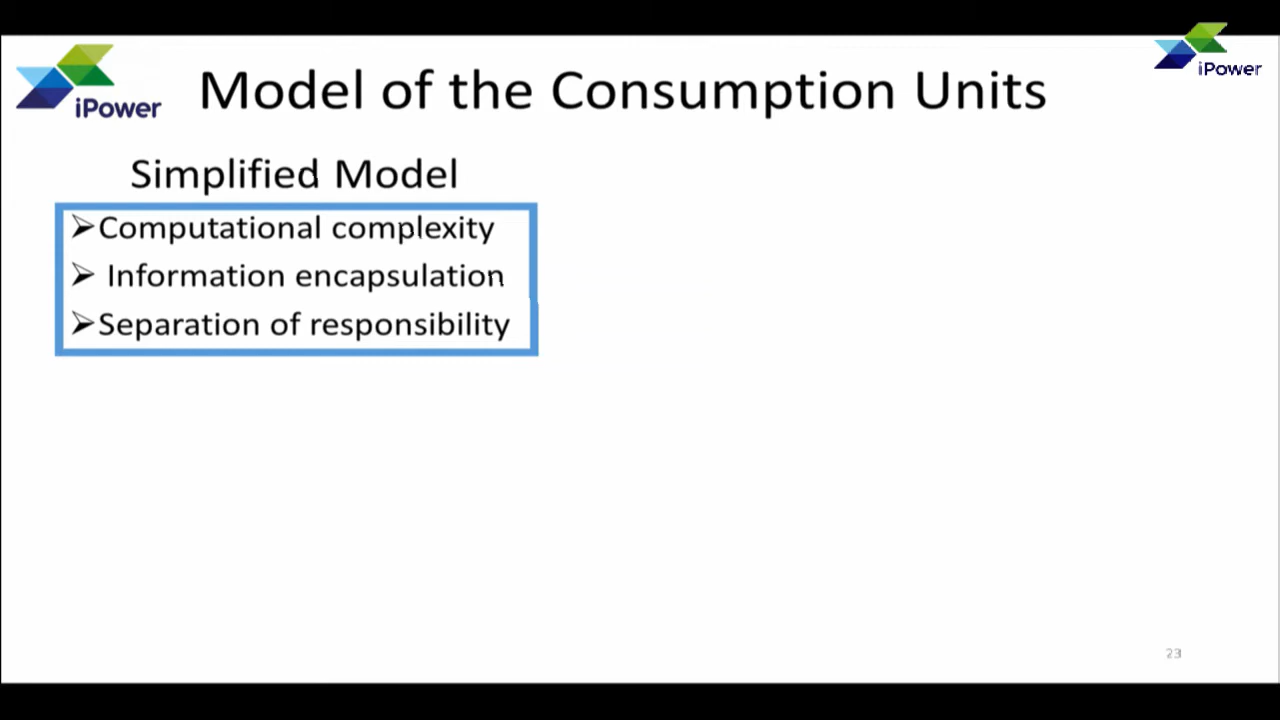 iPower
iPower
Model of the Consumption Units
Simplified Model
➢Computational complexity
➢ Information encapsulation
➢Separation of responsibility
23